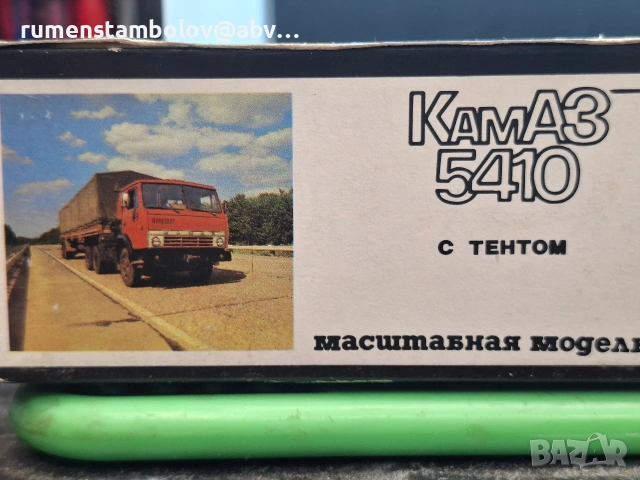 rumenstambolov@abv...
КамАЗ
5410
С ТЕНТОМ
масштабная модель
BAZAR